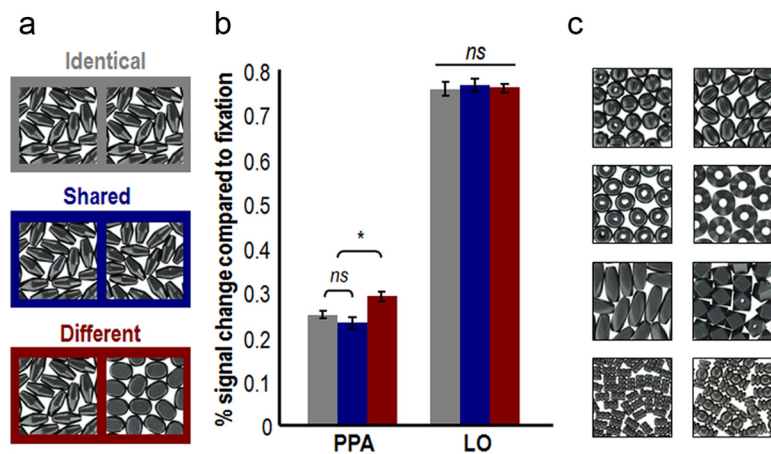 a
Identical
Shared
Different
b
% signal change compared to fixation
0.8
0.7
0.6
0.5
0.4
0.3
0.2
0.1
0
ns
*
ns
PPA
LO
c